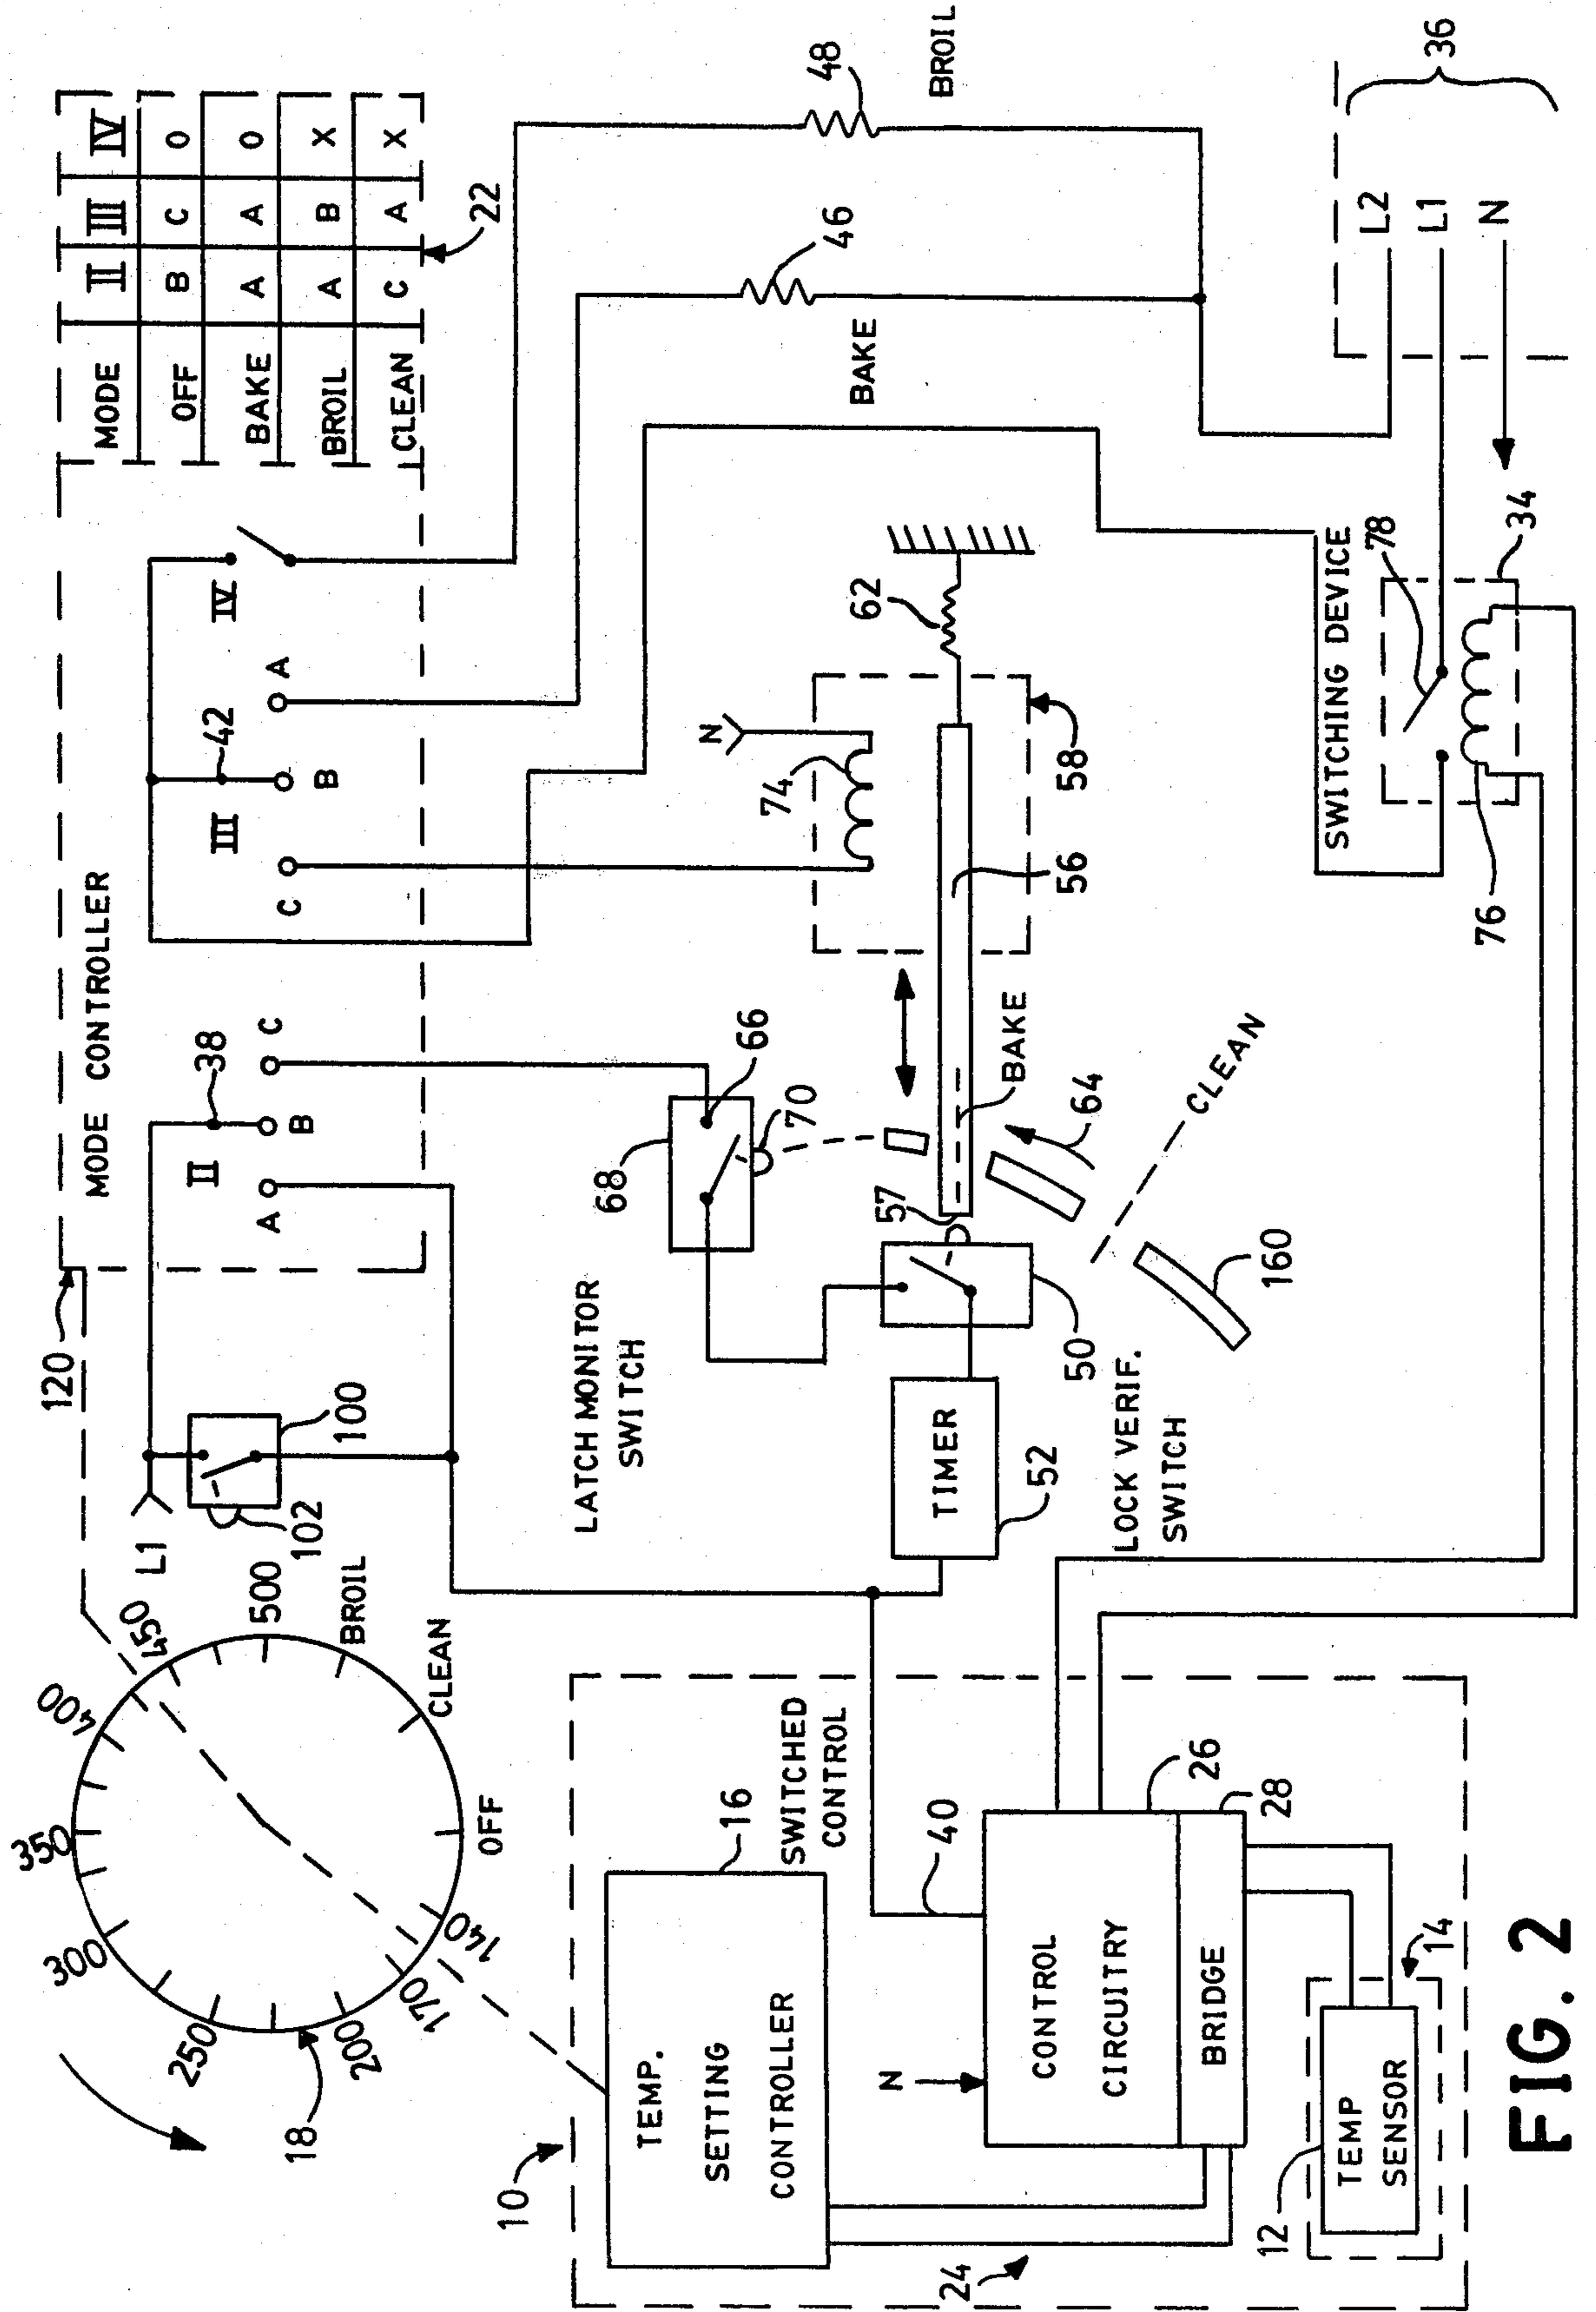 120
MODE CONTROLLER
MODE II III IV
OFF B C O
BAKE A A O
BROIL A B X
CLEAN C A X
22
L1
100
102
II
38
A
B
C
III
42
C
B
A
IV
400
450
500
BROIL
CLEAN
OFF
140
170
200
250
300
350
18
LATCH MONITOR
SWITCH
68
66
70
N
74
62
58
56
57
BAKE
64
CLEAN
160
50
LOCK VERIF.
SWITCH
TIMER
52
46
BAKE
48
BROIL
10
TEMP.
SETTING
CONTROLLER
16
SWITCHED
CONTROL
40
N
CONTROL
CIRCUITRY
26
BRIDGE
28
24
12
TEMP
SENSOR
14
SWITCHING DEVICE
78
34
76
L2
L1
N
36
FIG. 2